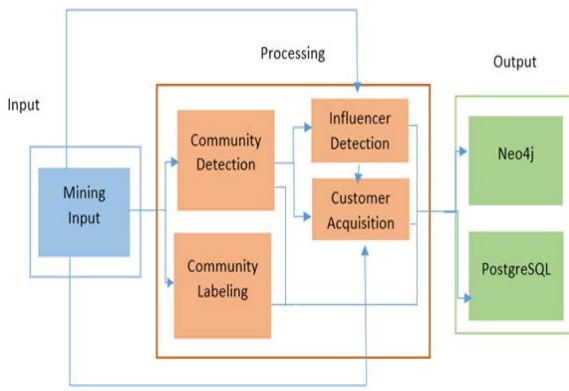 Processing
Output
Input
Mining
Input
Community
Detection
Influencer
Detection
Customer
Acquisition
Community
Labeling
Neo4j
PostgreSQL